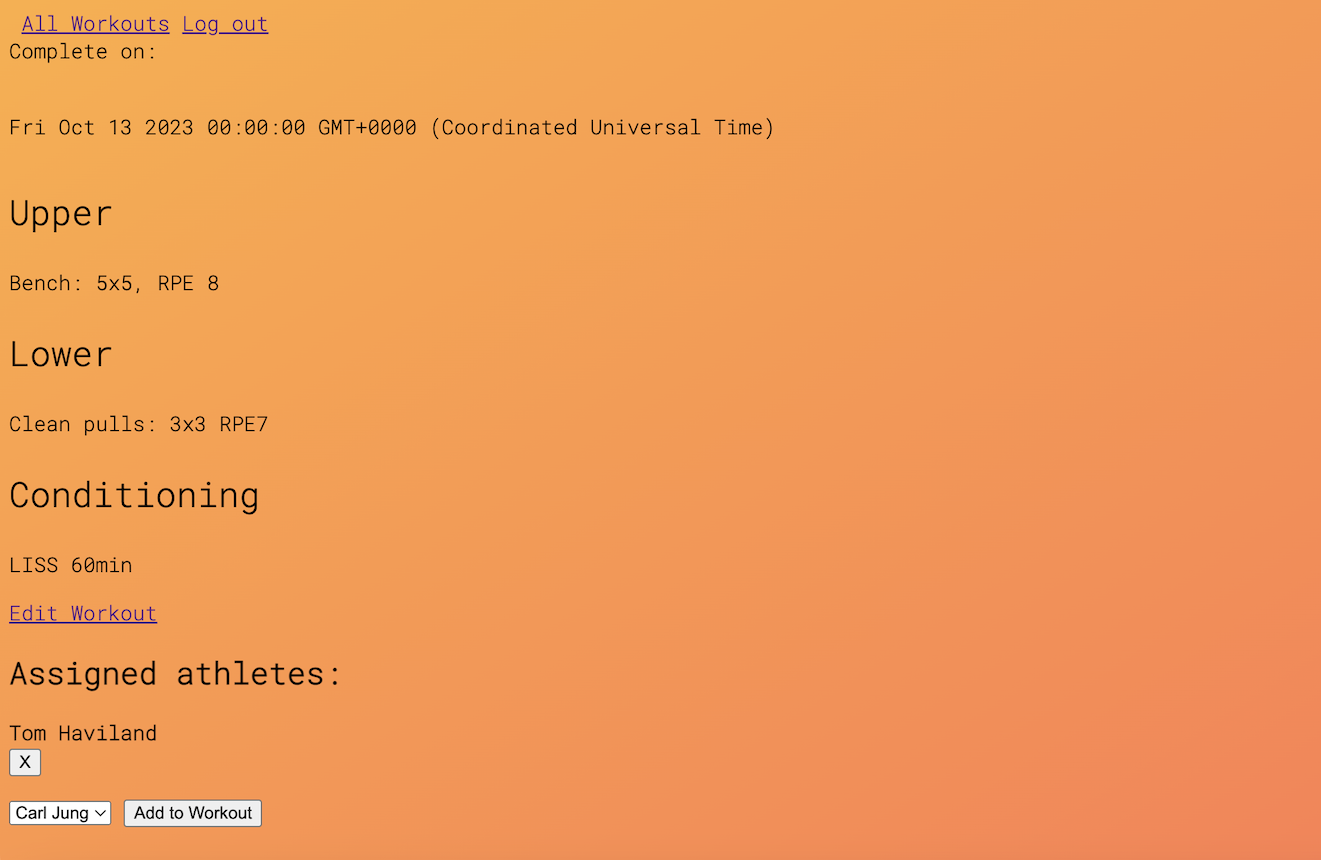 All Workouts Log out
Complete on:
Fri Oct 13 2023 00:00:00 GMT+0000 (Coordinated Universal Time)
Upper
Bench: 5x5, RPE 8
Lower
Clean pulls: 3x3 RPE7
Conditioning
LISS 60min
Edit Workout
Assigned athletes:
Tom Haviland
X
Carl Jung Add to Workout